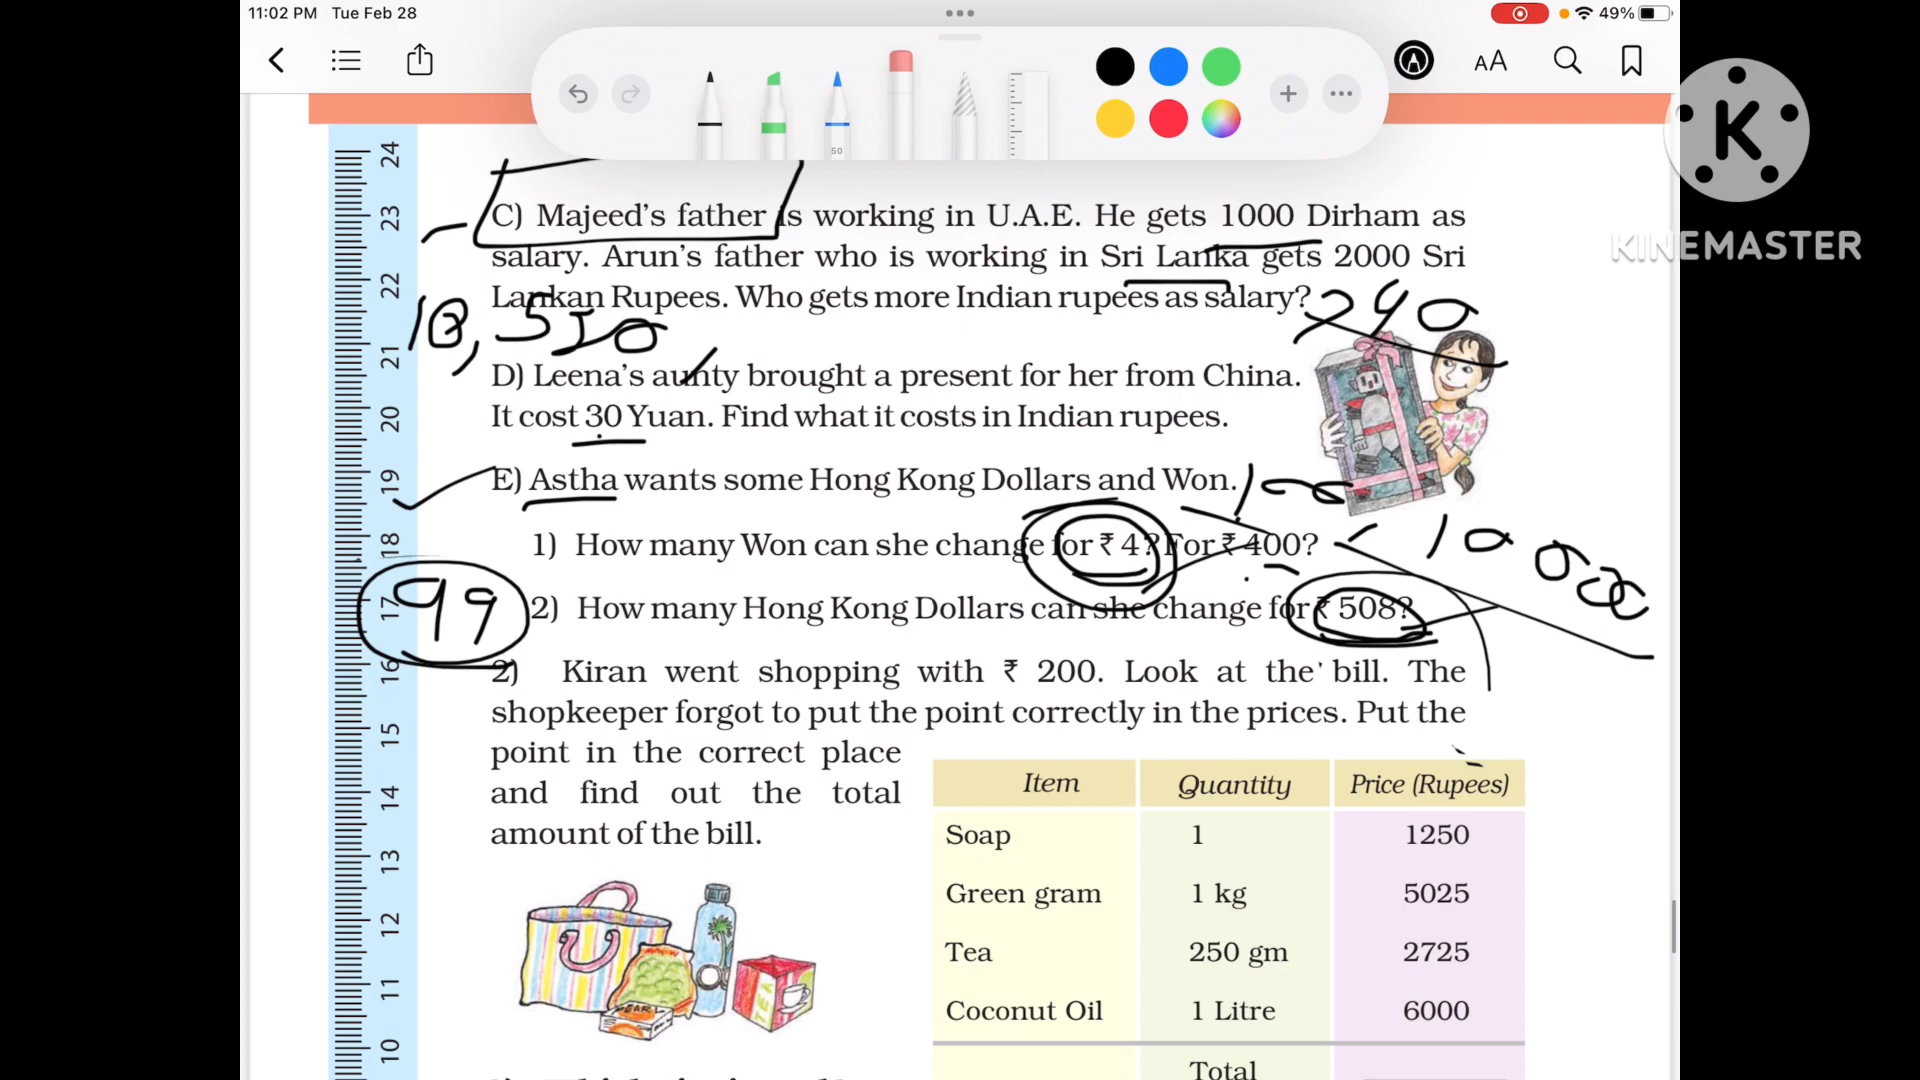 11:02 PM Tue Feb 28
49%
AA
50
K
KINEMASTER
24
23
22
21
20
19
18
17
16
15
14
13
12
11
10
C) Majeed's father is working in U.A.E. He gets 1000 Dirham as
salary. Arun's father who is working in Sri Lanka gets 2000 Sri
Lankan Rupees. Who gets more Indian rupees as salary?
240
D) Leena's aunty brought a present for her from China.
It cost 30 Yuan. Find what it costs in Indian rupees.
E) Astha wants some Hong Kong Dollars and Won.
100
1) How many Won can she change for ₹ 4? For ₹ 400?
99
2) How many Hong Kong Dollars can she change for ₹ 508?
2) Kiran went shopping with ₹ 200. Look at the bill. The
shopkeeper forgot to put the point correctly in the prices. Put the
point in the correct place
and find out the total
amount of the bill.
Item Quantity Price (Rupees)
Soap 1 1250
Green gram 1 kg 5025
Tea 250 gm 2725
Coconut Oil 1 Litre 6000
Total
PEARL
TEA